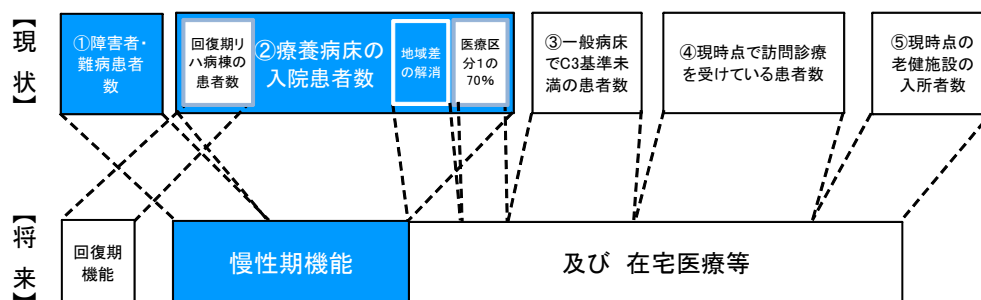 【現状】
①障害者・
難病患者
数
回復期リ
ハ病棟の
患者数
②療養病床の
入院患者数
地域差
の解消
医療区
分1の
70%
③一般病床
でC3基準未
満の患者数
④現時点で訪問診療
を受けている患者数
⑤現時点の
老健施設の
入所者数
【将来】
回復期
機能
慢性期機能
及び 在宅医療等